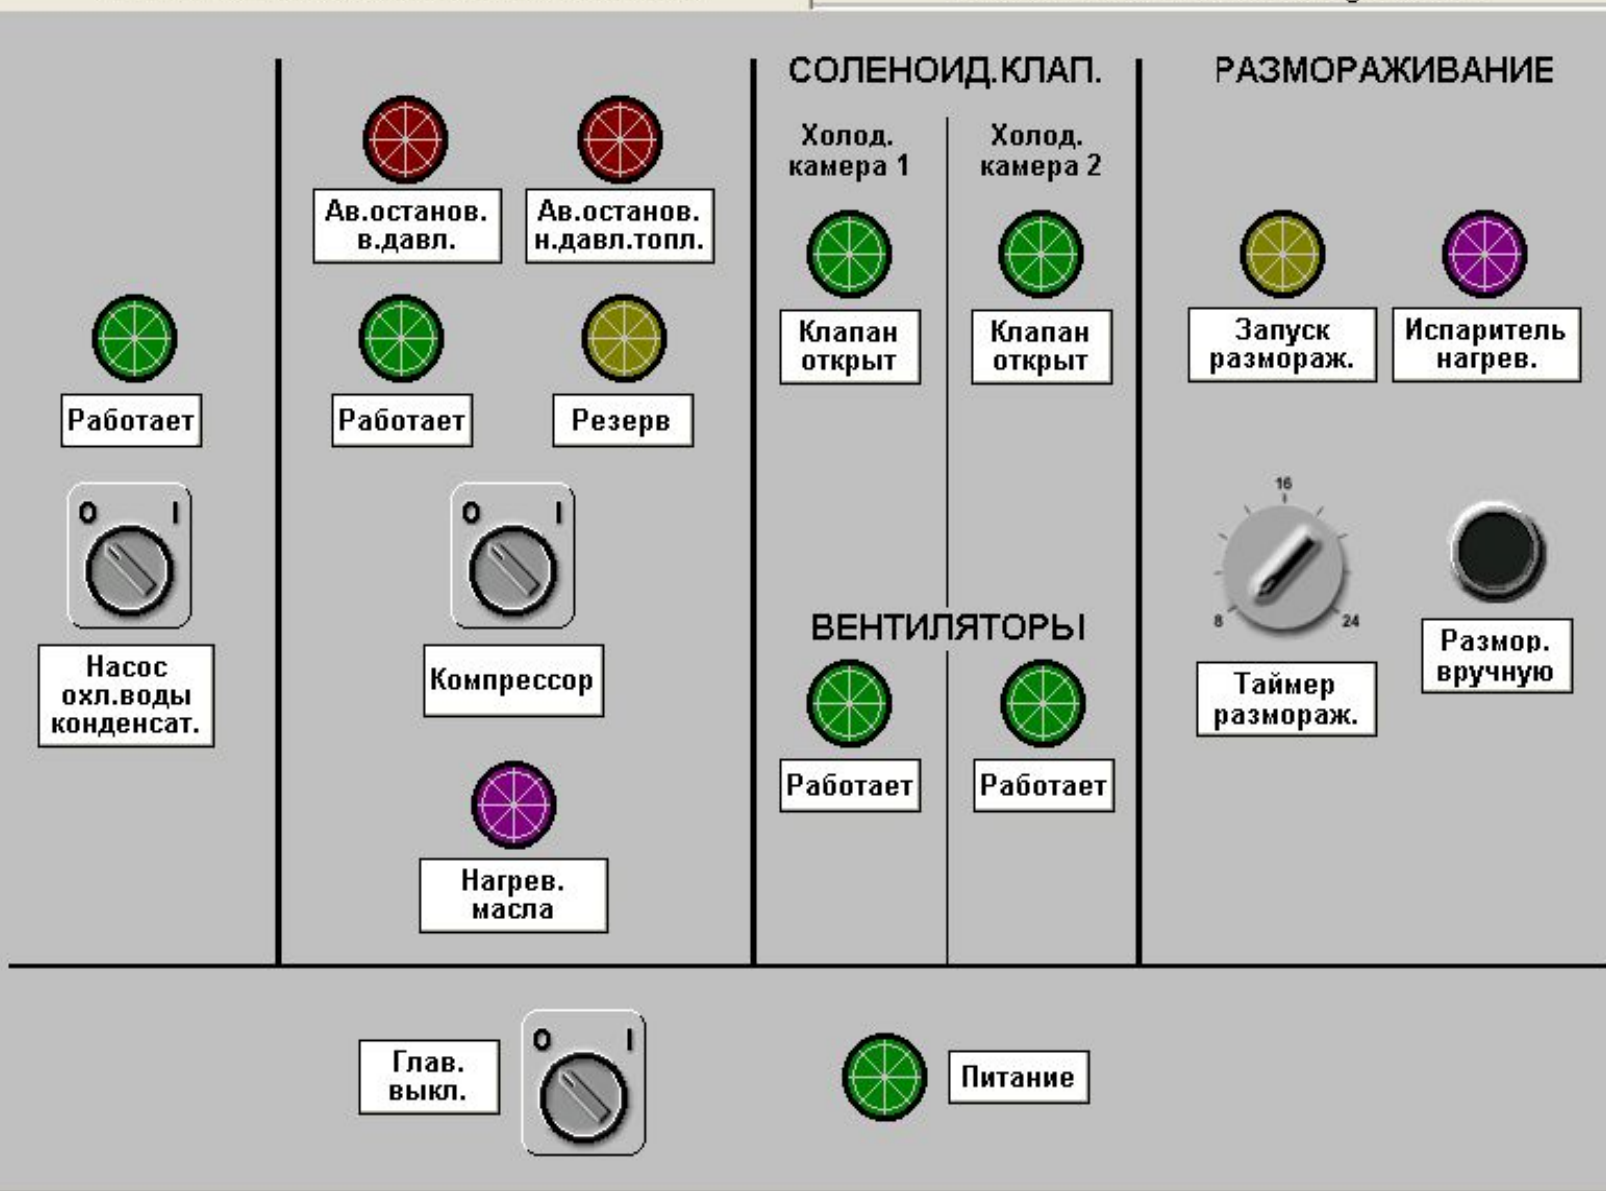 СОЛЕНОИД.КЛАП.
РАЗМОРАЖИВАНИЕ
Холод.
камера 1
Холод.
камера 2
Ав.останов.
в.давл.
Ав.останов.
н.давл.топл.
Работает
Работает
Резерв
Клапан
открыт
Клапан
открыт
Запуск
размораж.
Испаритель
нагрев.
O I
Насос
охл.воды
конденсат.
O I
Компрессор
Нагрев.
масла
ВЕНТИЛЯТОРЫ
Работает
Работает
16
8
24
Таймер
размораж.
Размор.
вручную
Глав.
выкл.
O I
Питание